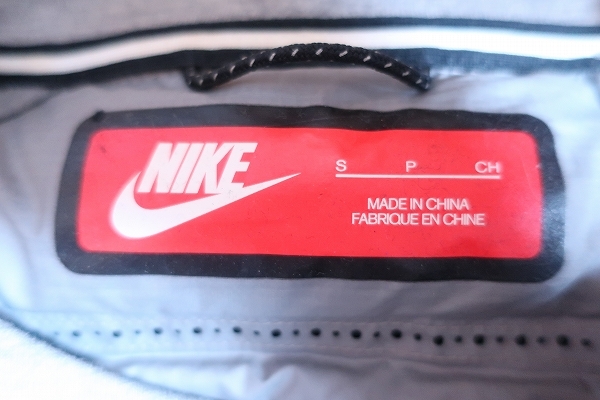 NIKE
S P CH
MADE IN CHINA
FABRIQUE EN CHINE